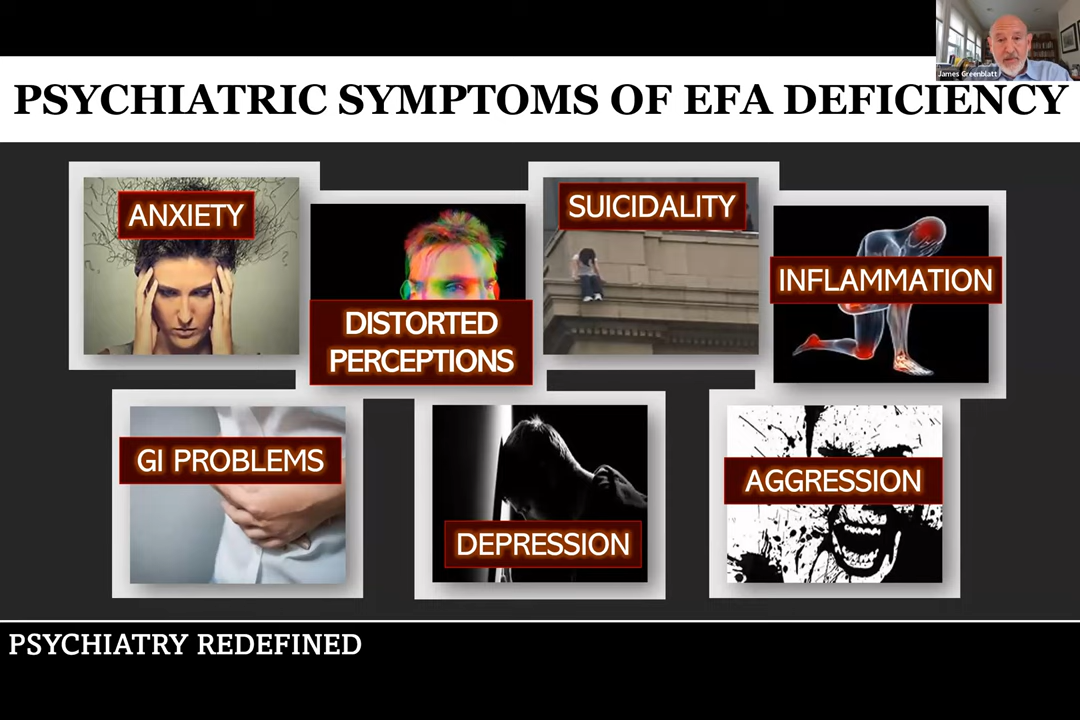 James Greenblatt
PSYCHIATRIC SYMPTOMS OF EFA DEFICIENCY
ANXIETY
DISTORTED
PERCEPTIONS
SUICIDALITY
INFLAMMATION
GI PROBLEMS
DEPRESSION
AGGRESSION
PSYCHIATRY REDEFINED